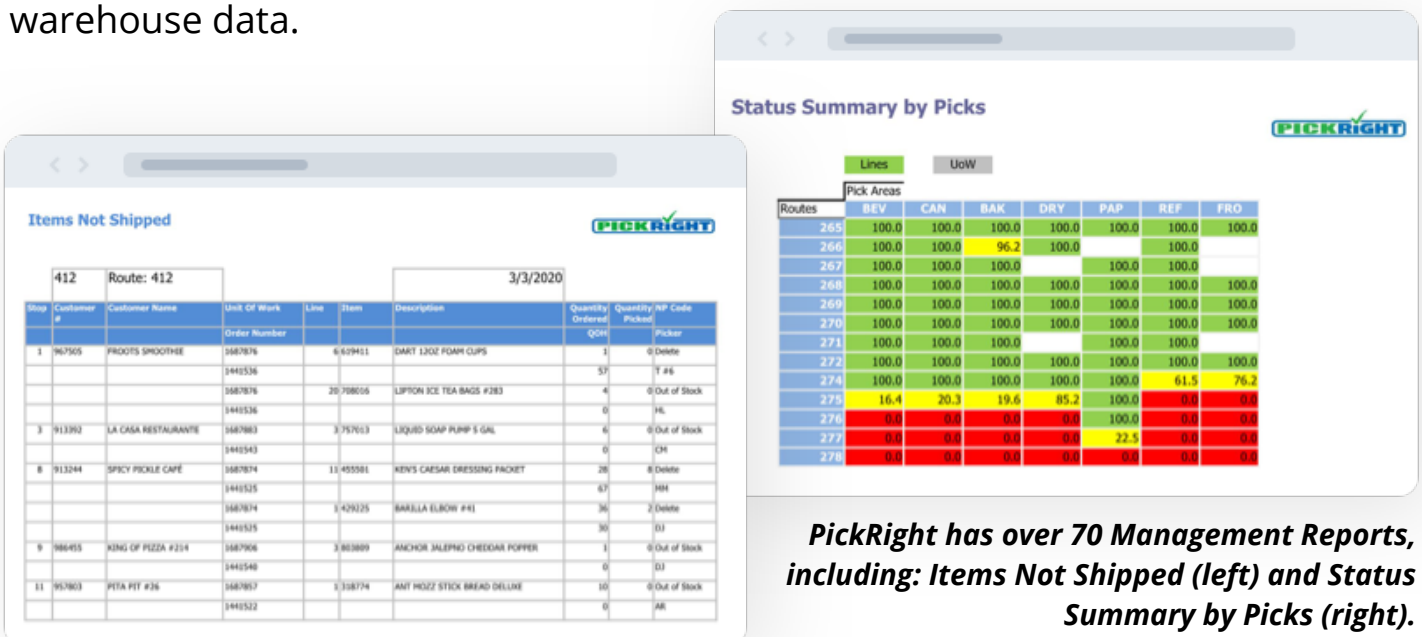 warehouse data.
Status Summary by Picks
PICKRIGHT
Lines UoW
Pick Areas
Routes BEV CAN BAK DRY PAP REF FRO
265 100.0 100.0 100.0 100.0 100.0 100.0 100.0
266 100.0 100.0 96.2 100.0 100.0
267 100.0 100.0 100.0 100.0 100.0
268 100.0 100.0 100.0 100.0 100.0 100.0 100.0
269 100.0 100.0 100.0 100.0 100.0 100.0 100.0
270 100.0 100.0 100.0 100.0 100.0 100.0 100.0
271 100.0 100.0 100.0 100.0 100.0
272 100.0 100.0 100.0 100.0 100.0 100.0 100.0
274 100.0 100.0 100.0 100.0 100.0 61.5 76.2
275 16.4 20.3 19.6 85.2 100.0 0.0 0.0
276 0.0 0.0 0.0 0.0 100.0 0.0 0.0
277 0.0 0.0 0.0 0.0 22.5 0.0 0.0
278 0.0 0.0 0.0 0.0 0.0 0.0 0.0
Items Not Shipped
PICKRIGHT
412 Route: 412 3/3/2020
Stop Customer # Customer Name Unit Of Work Line Item Description Quantity Ordered Quantity Picked NP Code
Order Number QOH Picker
1 967505 FROOTS SMOOTHIE 1687876 6 619411 DART 12OZ FOAM CUPS 1 0 Delete
1441536 57 T #6
1687876 20 708016 LIPTON ICE TEA BAGS #283 4 0 Out of Stock
1441536 0 HL
3 913392 LA CASA RESTAURANTE 1687883 3 757013 LIQUID SOAP PUMP 5 GAL 6 0 Out of Stock
1441543 0 CM
8 913244 SPICY PICKLE CAFÉ 1687874 11 455581 KEN'S CAESAR DRESSING PACKET 28 8 Delete
1441525 67 MM
1687874 1 429225 BARILLA ELBOW #41 36 2 Delete
1441525 30 DJ
9 986455 KING OF PIZZA #214 1687906 3 803809 ANCHOR JALEPNO CHEDDAR POPPER 1 0 Out of Stock
1441540 0 DJ
11 957803 PITA PIT #26 1687857 1 318774 ANT MOZZ STICK BREAD DELUXE 10 0 Out of Stock
1441522 0 AR
PickRight has over 70 Management Reports,
including: Items Not Shipped (left) and Status
Summary by Picks (right).